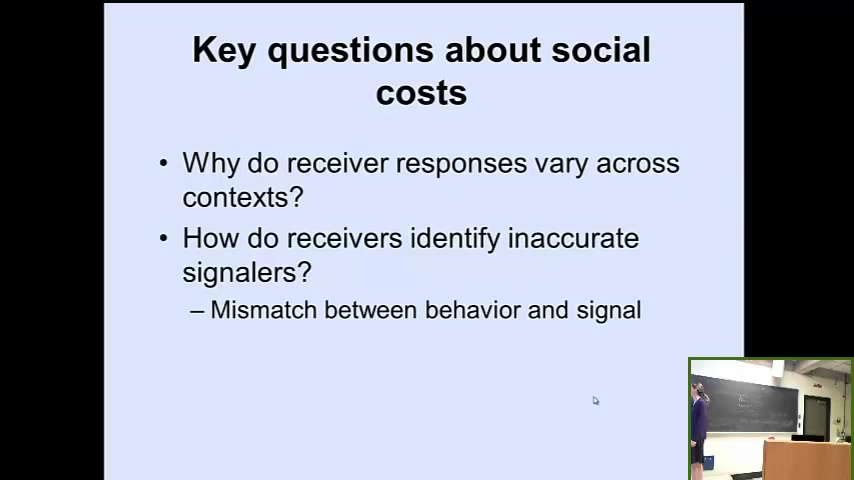 Key questions about social
costs
• Why do receiver responses vary across
contexts?
• How do receivers identify inaccurate
signalers?
– Mismatch between behavior and signal